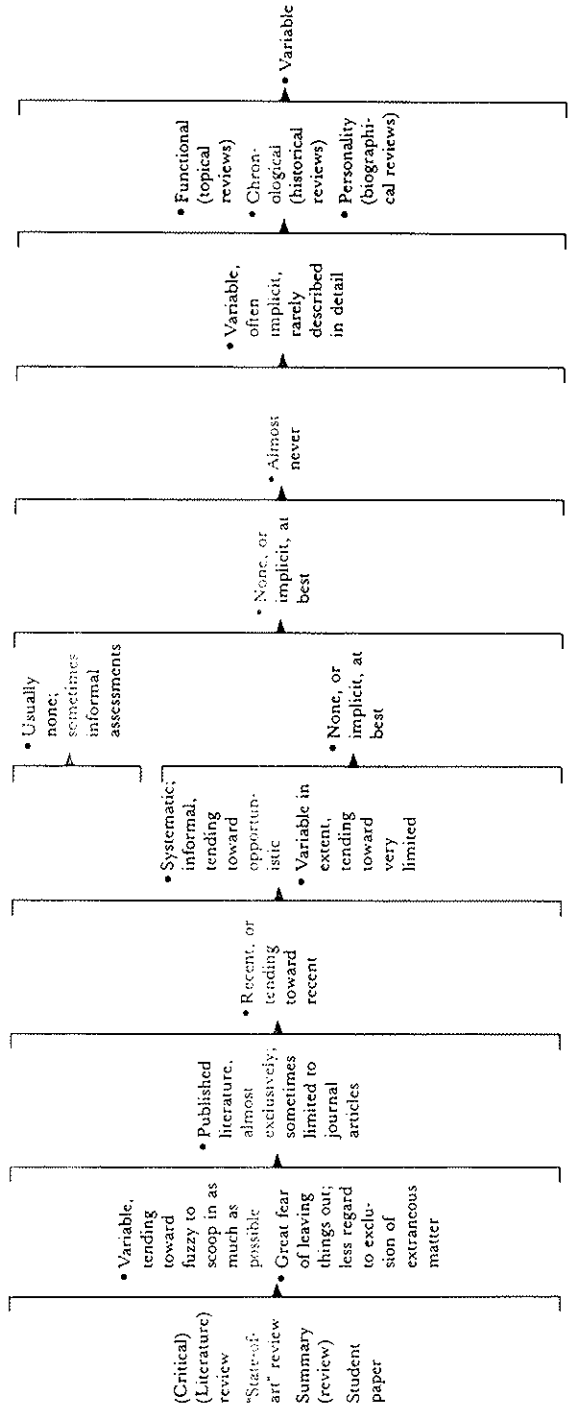 (Critical)
(Literature)
review
"State-of-
art" review
Summary
(review)
Student
paper
• Variable,
tending
toward
fuzzy to
scoop in as
much as
possible
• Great fear
of leaving
things out;
less regard
to exclu-
sion of
extraneous
matter
• Published
literature,
almost
exclusively;
sometimes
limited to
journal
articles
• Recent, or
tending
toward
recent
• Systematic;
informal,
tending
toward
opportun-
istic
• Variable in
extent,
tending
toward
very
limited
• Usually
none;
sometimes
informal
assessments
• None, or
implicit, at
best
• None, or
implicit, at
best
• Almost
never
• Variable,
often
implicit,
rarely
described
in detail
• Functional
(topical
reviews)
• Chron-
ological
(historical
reviews)
• Personality
(biographi-
cal reviews)
• Variable